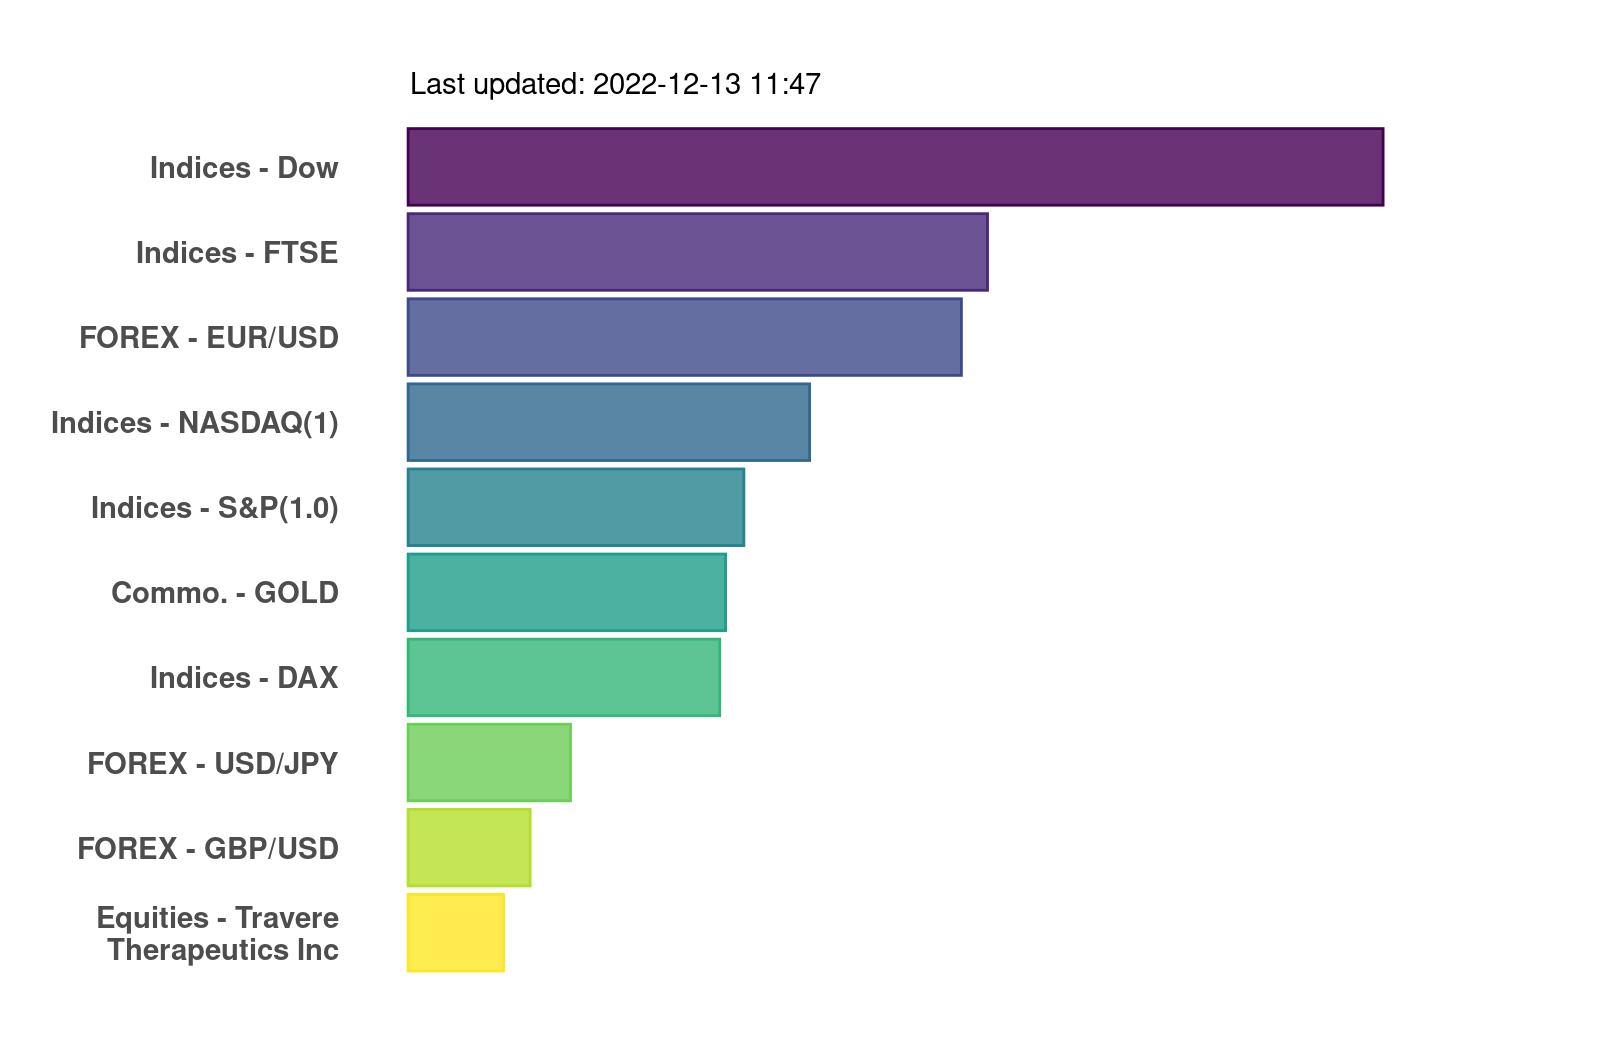 Last updated: 2022-12-13 11:47
Indices - Dow
Indices - FTSE
FOREX - EUR/USD
Indices - NASDAQ(1)
Indices - S&P(1.0)
Commo. - GOLD
Indices - DAX
FOREX - USD/JPY
FOREX - GBP/USD
Equities - Travere
Therapeutics Inc